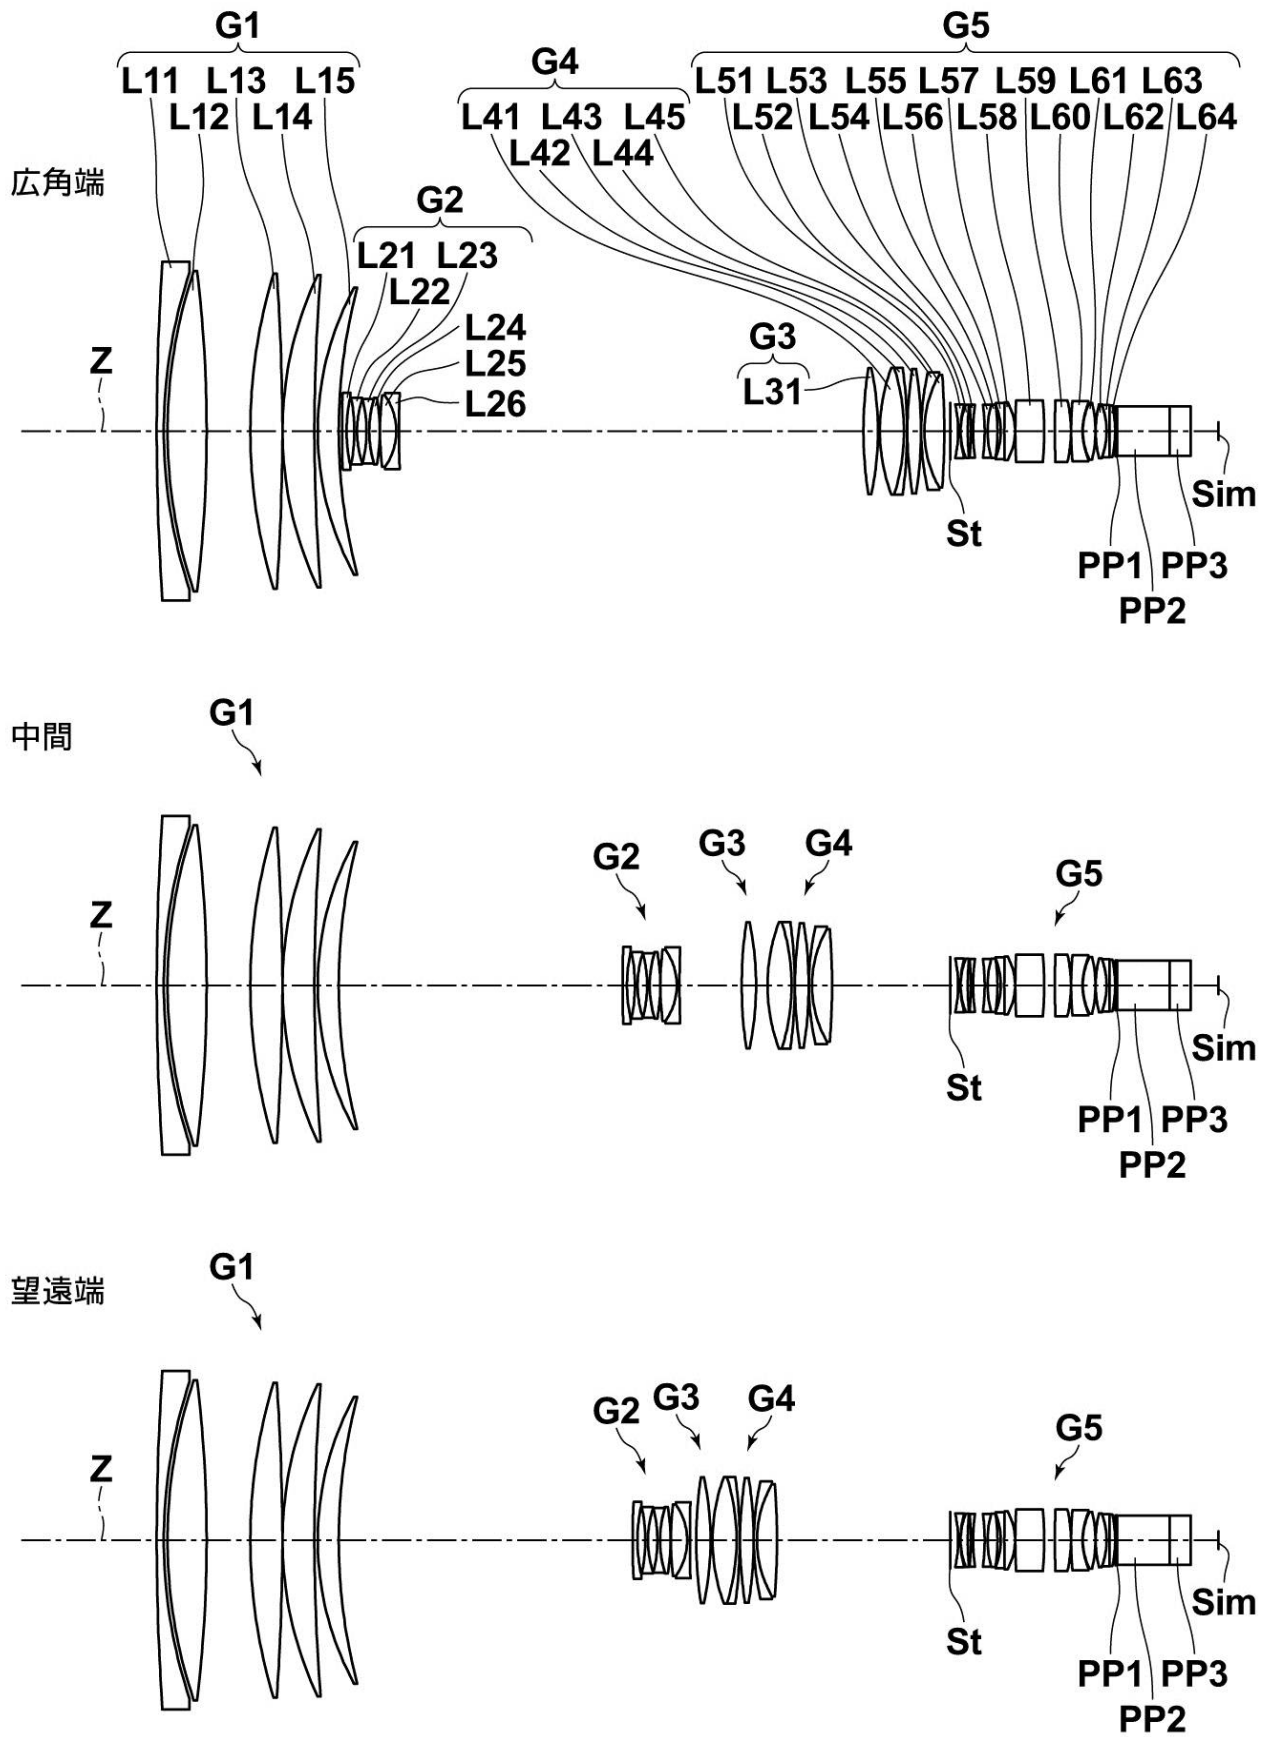 G1
G5
G4
L11 L13 L15
L51 L53 L55 L57 L59 L61 L63
L12 L14
L41 L43 L45
L52 L54 L56 L58 L60 L62 L64
L42 L44
広角端
G2
L21 L23
L22
L24
G3
Z
L25
L31
L26
Sim
St
PP1 PP3
PP2
G1
中間
G3 G4
G2
G5
Z
Sim
St
PP1 PP3
PP2
G1
望遠端
G3 G4
G2
G5
Z
Sim
St
PP1 PP3
PP2